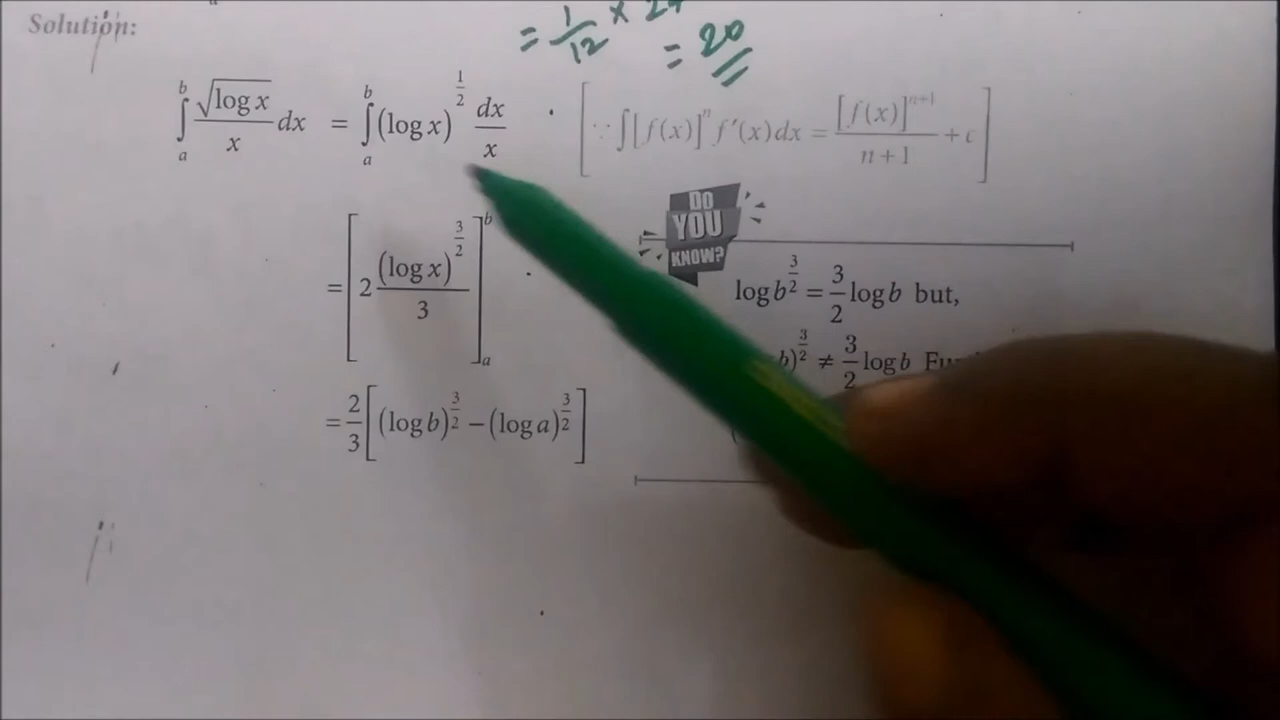 = 1/12 ×
= 20
Solution:
∫_a^b √(log x)/x dx = ∫_a^b (log x)^{1/2} dx/x [∵ ∫[f(x)]^n f'(x)dx = [f(x)]^{n+1}/(n+1) + c]
DO
YOU
KNOW?
= [2 (log x)^{3/2}/3]_a^b
log b^{3/2} = 3/2 log b but,
b)^{3/2} ≠ 3/2 log b
= 2/3 [(log b)^{3/2} − (log a)^{3/2}]